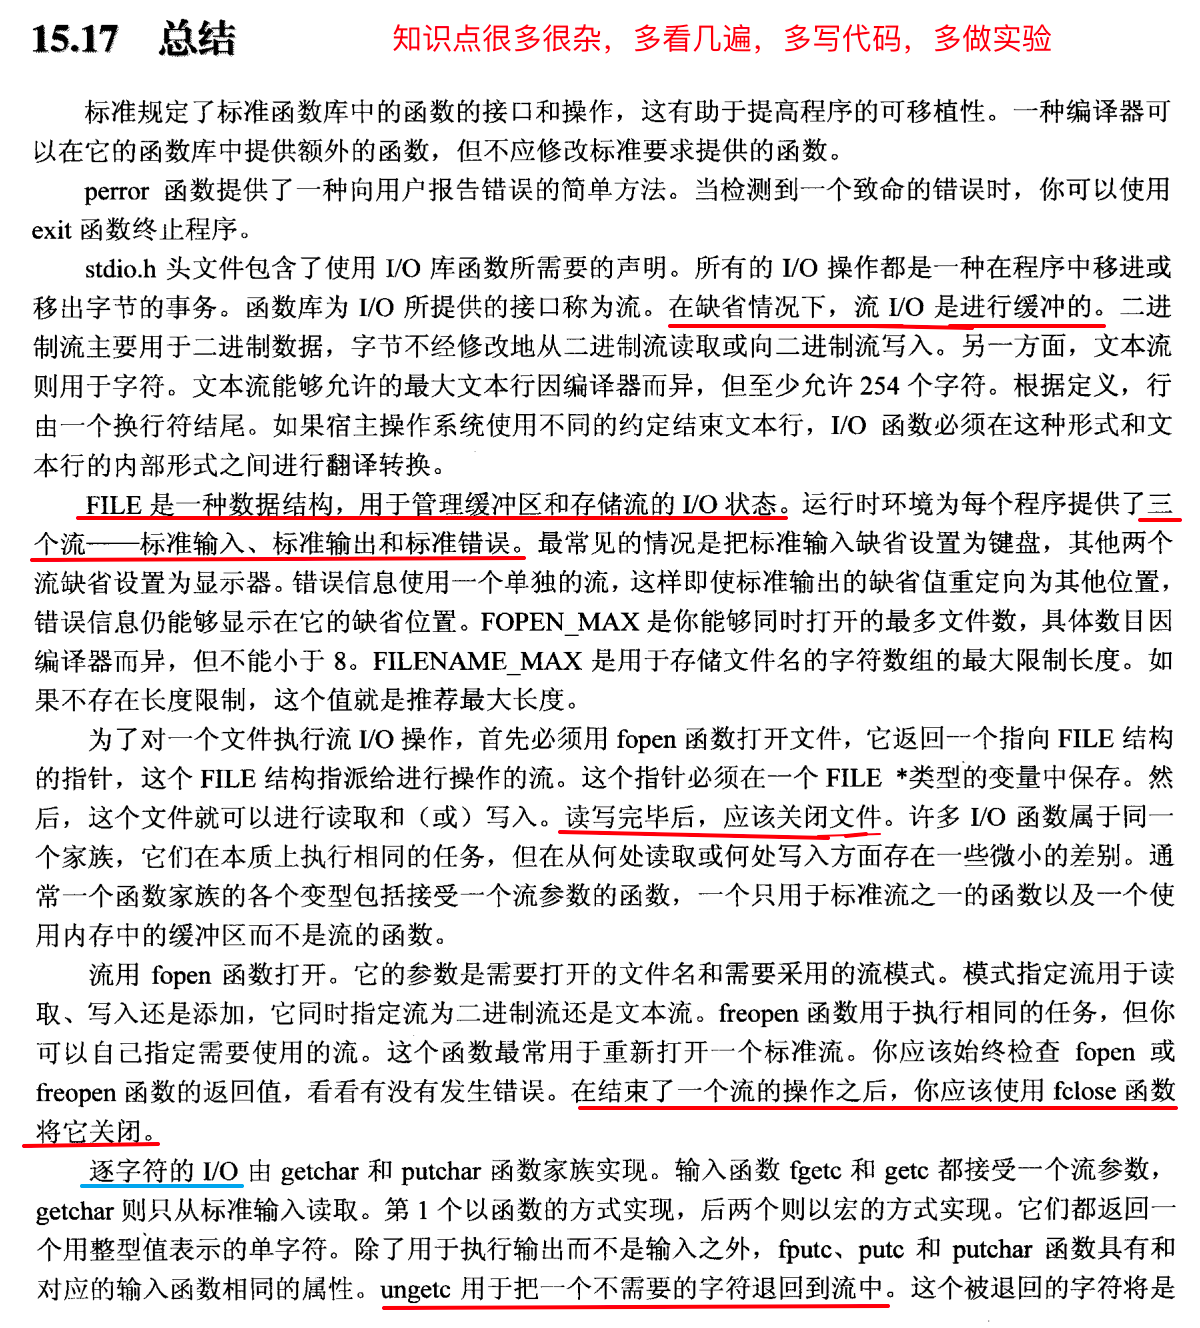 15.17 总结 知识点很多很杂，多看几遍，多写代码，多做实验
标准规定了标准函数库中的函数的接口和操作，这有助于提高程序的可移植性。一种编译器可
以在它的函数库中提供额外的函数，但不应修改标准要求提供的函数。
perror 函数提供了一种向用户报告错误的简单方法。当检测到一个致命的错误时，你可以使用
exit 函数终止程序。
stdio.h 头文件包含了使用 I/O 库函数所需要的声明。所有的 I/O 操作都是一种在程序中移进或
移出字节的事务。函数库为 I/O 所提供的接口称为流。在缺省情况下，流 I/O 是进行缓冲的。二进
制流主要用于二进制数据，字节不经修改地从二进制流读取或向二进制流写入。另一方面，文本流
则用于字符。文本流能够允许的最大文本行因编译器而异，但至少允许 254 个字符。根据定义，行
由一个换行符结尾。如果宿主操作系统使用不同的约定结束文本行，I/O 函数必须在这种形式和文
本行的内部形式之间进行翻译转换。
FILE 是一种数据结构，用于管理缓冲区和存储流的 I/O 状态。运行时环境为每个程序提供了三
个流——标准输入、标准输出和标准错误。最常见的情况是把标准输入缺省设置为键盘，其他两个
流缺省设置为显示器。错误信息使用一个单独的流，这样即使标准输出的缺省值重定向为其他位置，
错误信息仍能够显示在它的缺省位置。FOPEN_MAX 是你能够同时打开的最多文件数，具体数目因
编译器而异，但不能小于 8。FILENAME_MAX 是用于存储文件名的字符数组的最大限制长度。如
果不存在长度限制，这个值就是推荐最大长度。
为了对一个文件执行流 I/O 操作，首先必须用 fopen 函数打开文件，它返回一个指向 FILE 结构
的指针，这个 FILE 结构指派给进行操作的流。这个指针必须在一个 FILE *类型的变量中保存。然
后，这个文件就可以进行读取和（或）写入。读写完毕后，应该关闭文件。许多 I/O 函数属于同一
个家族，它们在本质上执行相同的任务，但在从何处读取或何处写入方面存在一些微小的差别。通
常一个函数家族的各个变型包括接受一个流参数的函数，一个只用于标准流之一的函数以及一个使
用内存中的缓冲区而不是流的函数。
流用 fopen 函数打开。它的参数是需要打开的文件名和需要采用的流模式。模式指定流用于读
取、写入还是添加，它同时指定流为二进制流还是文本流。freopen 函数用于执行相同的任务，但你
可以自己指定需要使用的流。这个函数最常用于重新打开一个标准流。你应该始终检查 fopen 或
freopen 函数的返回值，看看有没有发生错误。在结束了一个流的操作之后，你应该使用 fclose 函数
将它关闭。
逐字符的 I/O 由 getchar 和 putchar 函数家族实现。输入函数 fgetc 和 getc 都接受一个流参数，
getchar 则只从标准输入读取。第 1 个以函数的方式实现，后两个则以宏的方式实现。它们都返回一
个用整型值表示的单字符。除了用于执行输出而不是输入之外，fputc、putc 和 putchar 函数具有和
对应的输入函数相同的属性。ungetc 用于把一个不需要的字符退回到流中。这个被退回的字符将是